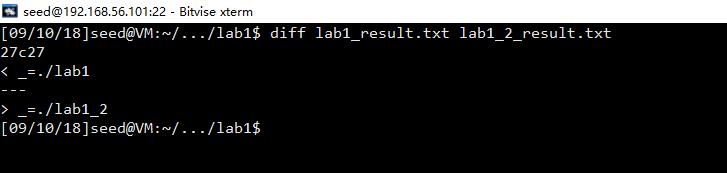 seed@192.168.56.101:22 - Bitvise xterm
[09/10/18]seed@VM:~/.../lab1$ diff lab1_result.txt lab1_2_result.txt
27c27
< _=./lab1
---
> _=./lab1_2
[09/10/18]seed@VM:~/.../lab1$